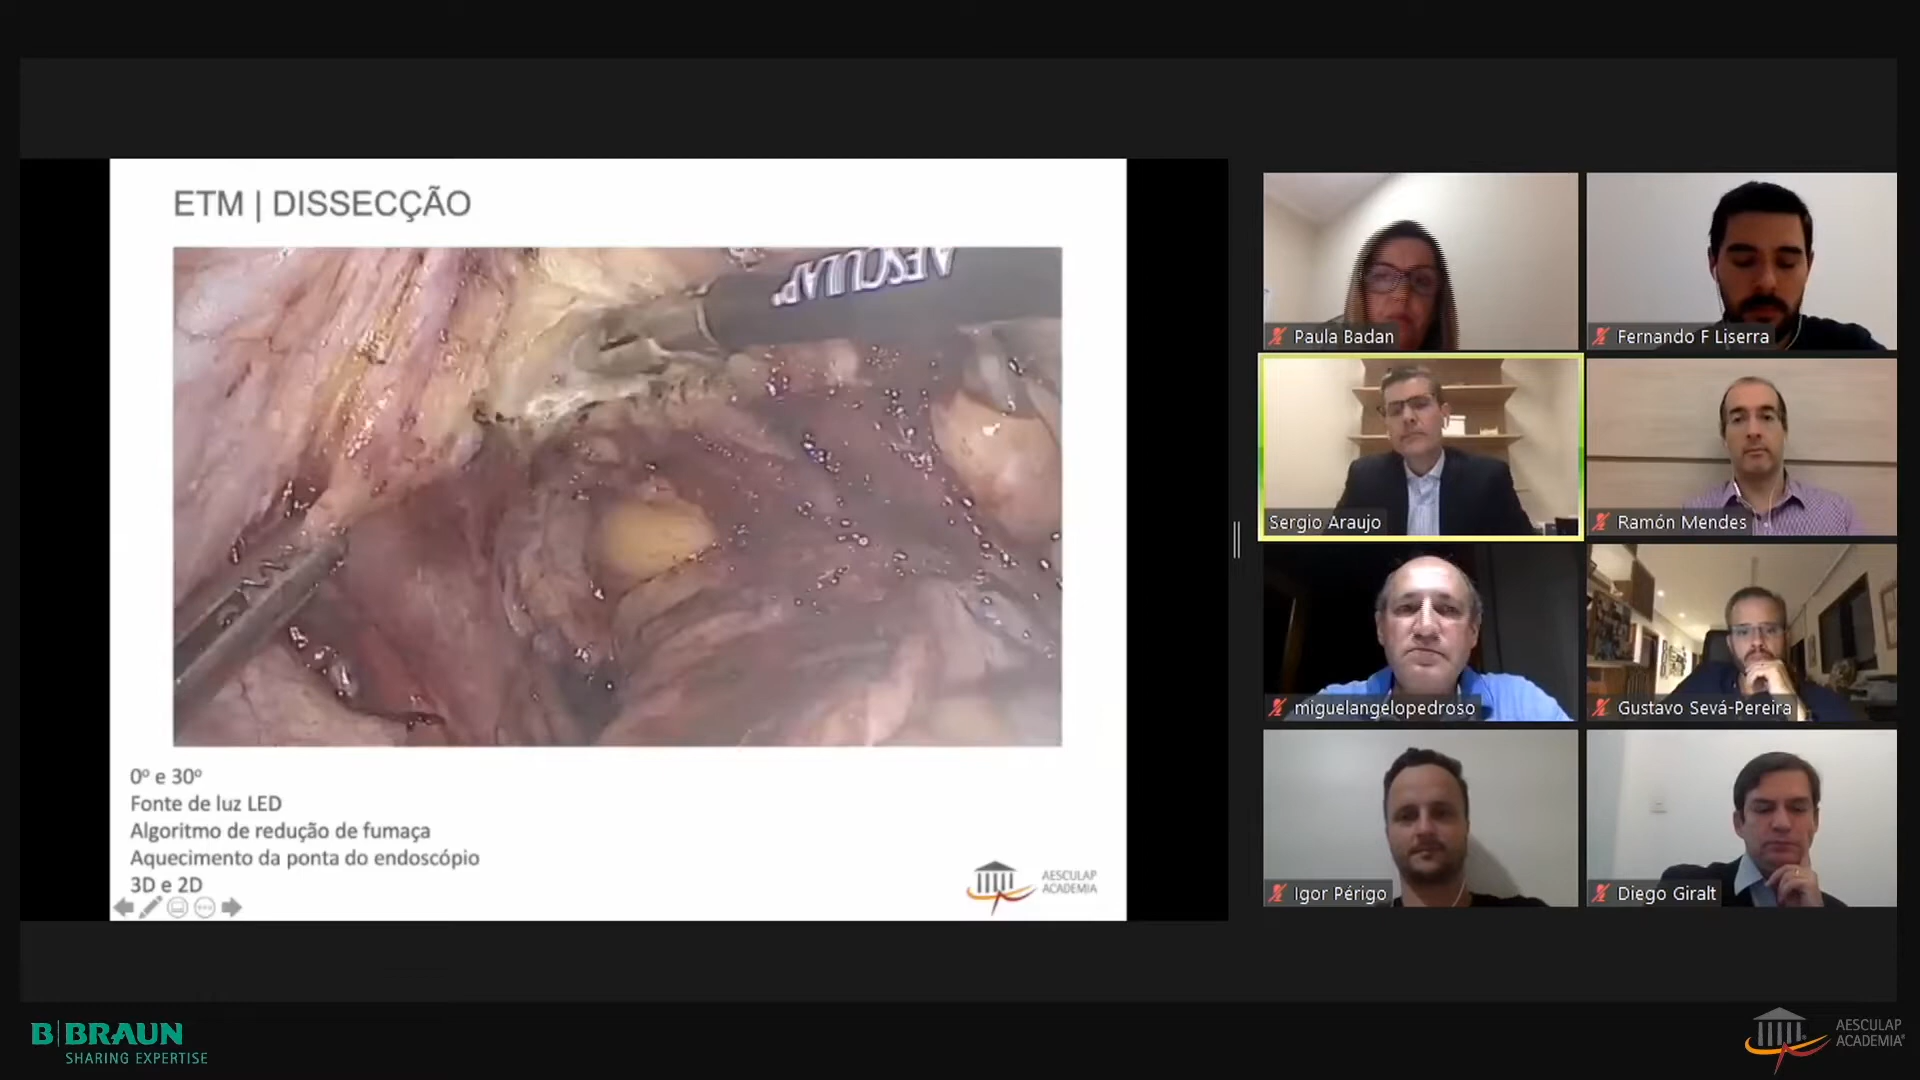 ETM | DISSECÇÃO
AESCULAP®
0º e 30º
Fonte de luz LED
Algoritmo de redução de fumaça
Aquecimento da ponta do endoscópio
3D e 2D
AESCULAP
ACADEMIA
Paula Badan
Fernando F Liserra
Sergio Araujo
Ramón Mendes
miguelangelopedroso
Gustavo Sevá-Pereira
Igor Périgo
Diego Giralt
B|BRAUN
SHARING EXPERTISE
AESCULAP
ACADEMIA®